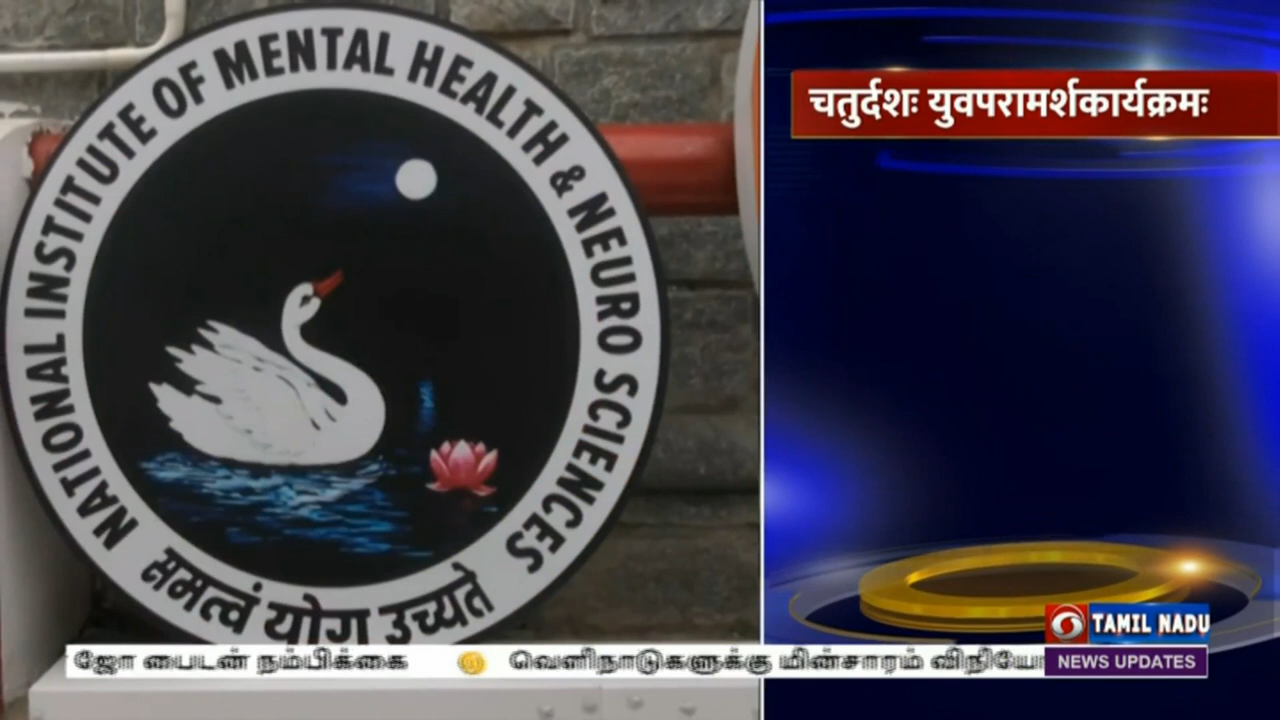 NATIONAL INSTITUTE OF MENTAL HEALTH & NEURO SCIENCES
समत्वं योग उच्यते
चतुर्दशः युवपरामर्शकार्यक्रमः
TAMIL NADU
ஜோ பைடன் நம்பிக்கை வெளிநாடுகளுக்கு மின்சாரம் விநியோ
NEWS UPDATES